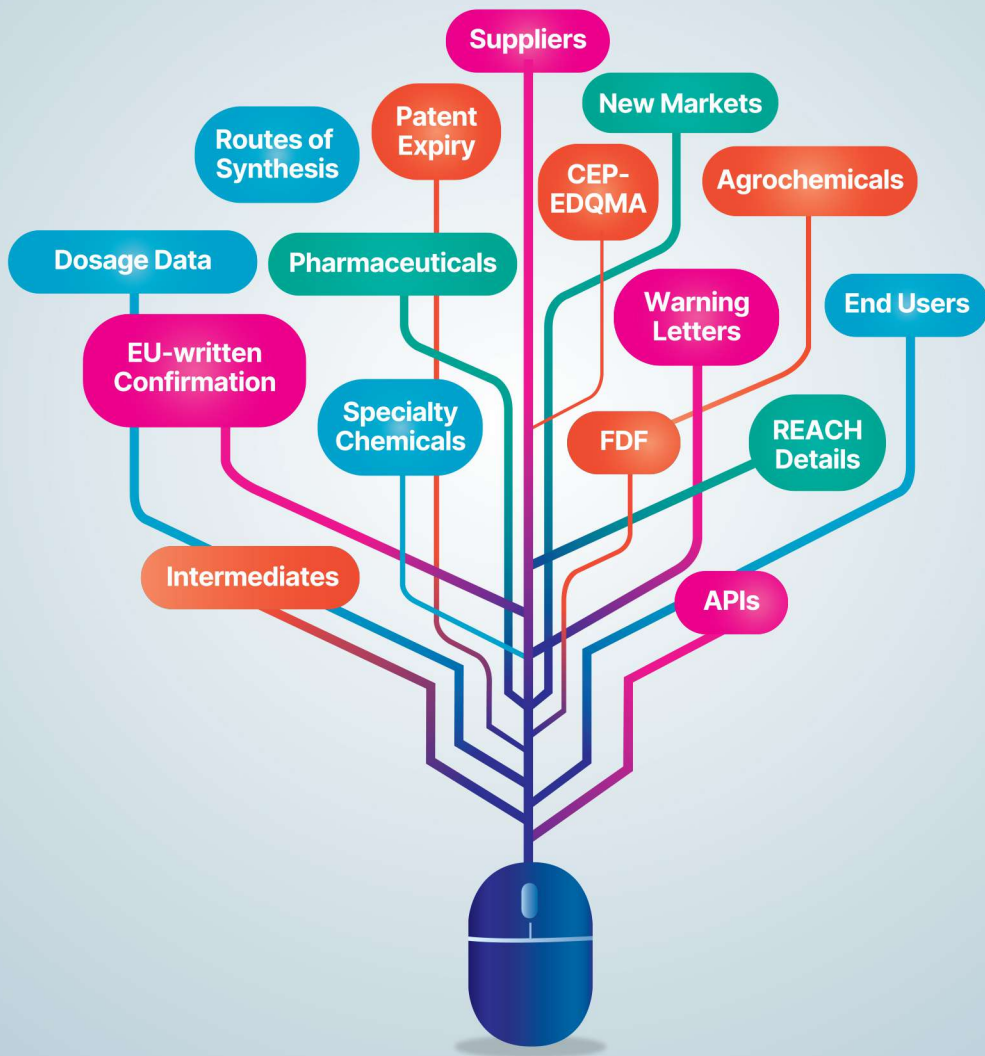 Suppliers
Patent
Expiry
New Markets
Routes of
Synthesis
CEP-
EDQMA
Agrochemicals
Dosage Data
Pharmaceuticals
Warning
Letters
End Users
EU-written
Confirmation
Specialty
Chemicals
FDF
REACH
Details
Intermediates
APIs